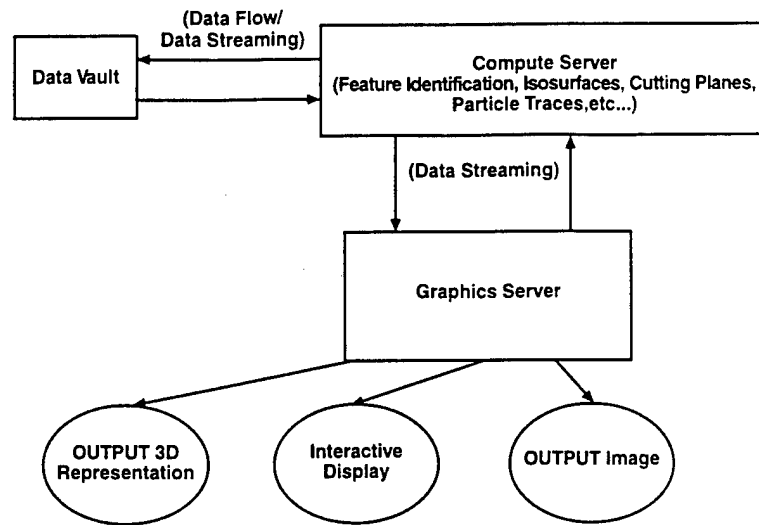 (Data Flow/
Data Streaming)
Data Vault
Compute Server
(Feature Identification, Isosurfaces, Cutting Planes,
Particle Traces,etc...)
(Data Streaming)
Graphics Server
OUTPUT 3D
Representation
Interactive
Display
OUTPUT Image